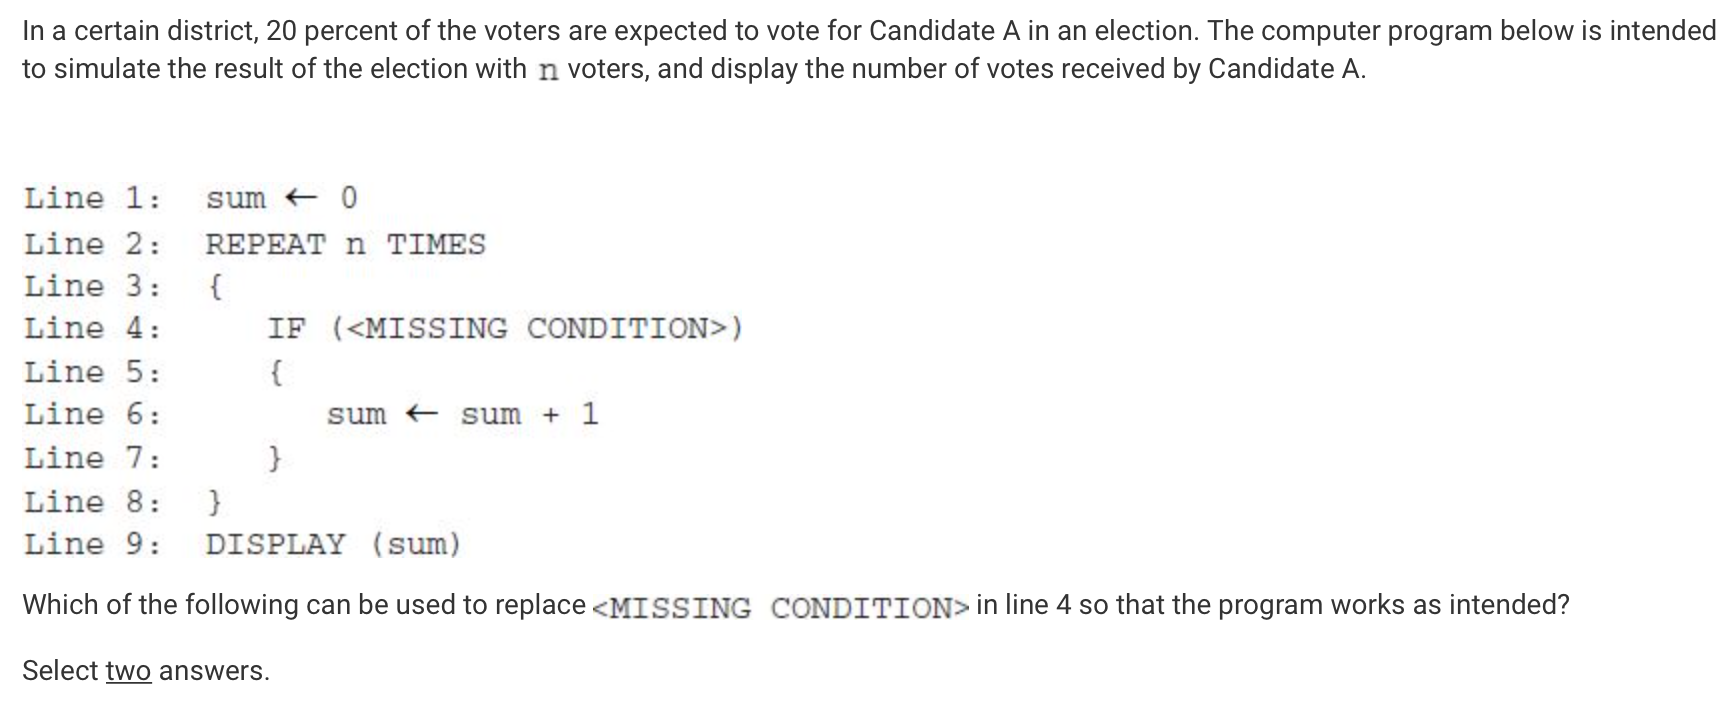 In a certain district, 20 percent of the voters are expected to vote for Candidate A in an election. The computer program below is intended
to simulate the result of the election with n voters, and display the number of votes received by Candidate A.
Line 1: sum ← 0
Line 2: REPEAT n TIMES
Line 3: {
Line 4: IF (<MISSING CONDITION>)
Line 5: {
Line 6: sum ← sum + 1
Line 7: }
Line 8: }
Line 9: DISPLAY (sum)
Which of the following can be used to replace <MISSING CONDITION> in line 4 so that the program works as intended?
Select two answers.